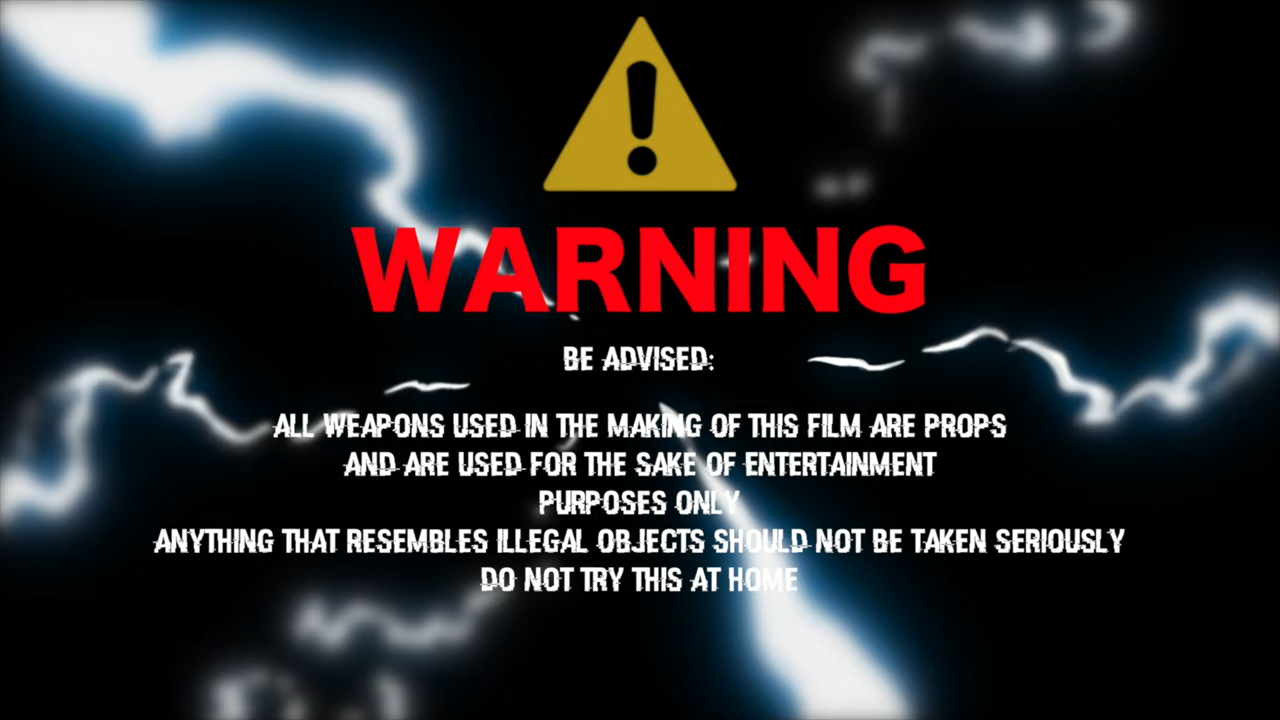 WARNING
BE ADVISED:
ALL WEAPONS USED IN THE MAKING OF THIS FILM ARE PROPS
AND ARE USED FOR THE SAKE OF ENTERTAINMENT
PURPOSES ONLY
ANYTHING THAT RESEMBLES ILLEGAL OBJECTS SHOULD NOT BE TAKEN SERIOUSLY
DO NOT TRY THIS AT HOME